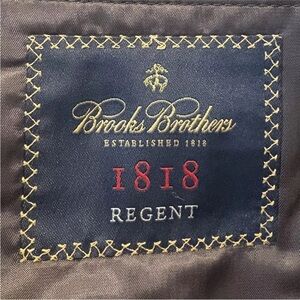 Brooks Brothers
ESTABLISHED 1818
1818
REGENT